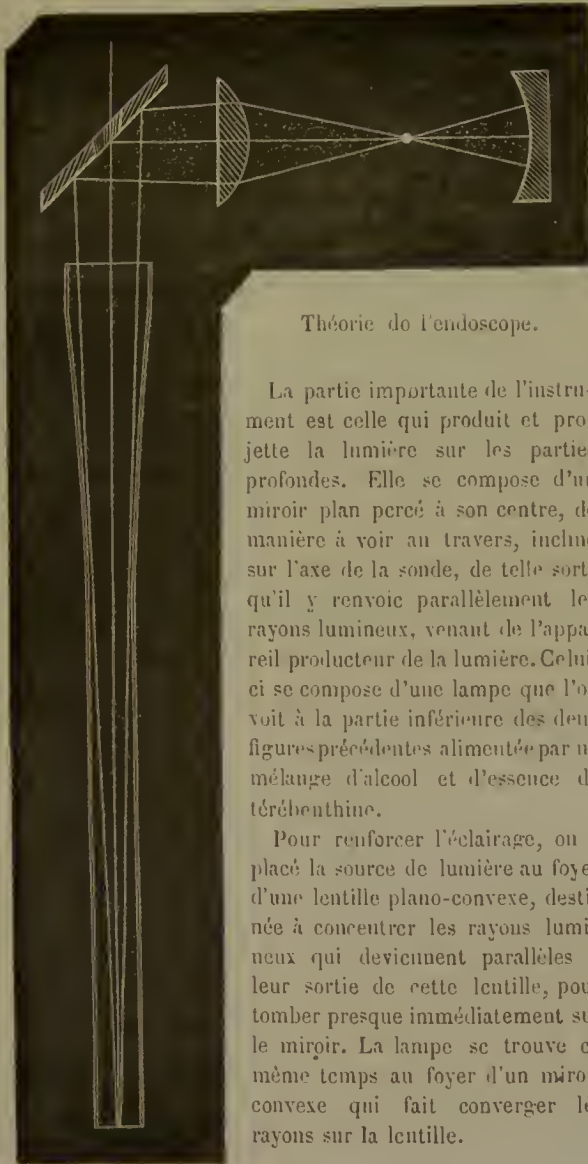 Théorie do l'endoscope.
La partie importante de l'instru-
ment est celle qui produit et pro
jette la lumière sur les partie
profondes. Elle se compose d'un
miroir plan percé à son centre, d
manière à voir au travers, incliné
sur l'axe de la sonde, de telle sort
qu'il y renvoie parallèlement le
rayons lumineux, venant de l'appa
reil producteur de la lumière. Celui
ci se compose d'une lampe que l'o
voit à la partie inférieure des deu
figures précédentes alimentée par u
mélange d'alcool et d'essence d
térébenthine.
Pour renforcer l'éclairage, on
placé la source de lumière au foye
d'une lentille plano-convexe, desti
née à concentrer les rayons lumi
neux qui deviennent parallèles
leur sortie de cette lentille, pou
tomber presque immédiatement su
le miroir. La lampe se trouve e
même temps au foyer d'un miroi
convexe qui fait converger le
rayons sur la lentille.